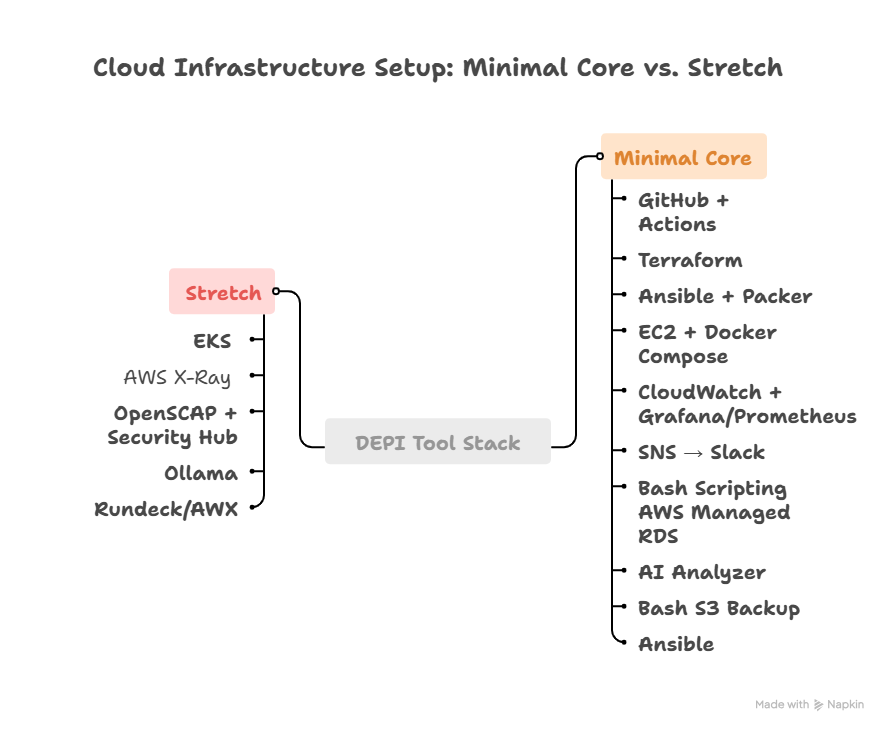 Cloud Infrastructure Setup: Minimal Core vs. Stretch
Minimal Core
GitHub +
Actions
Terraform
Ansible + Packer
EC2 + Docker
Compose
CloudWatch +
Grafana/Prometheus
SNS → Slack
Bash Scripting
AWS Managed
RDS
AI Analyzer
Bash S3 Backup
Ansible
Stretch
EKS
AWS X-Ray
OpenSCAP +
Security Hub
Ollama
Rundeck/AWX
DEPI Tool Stack
Made with Napkin